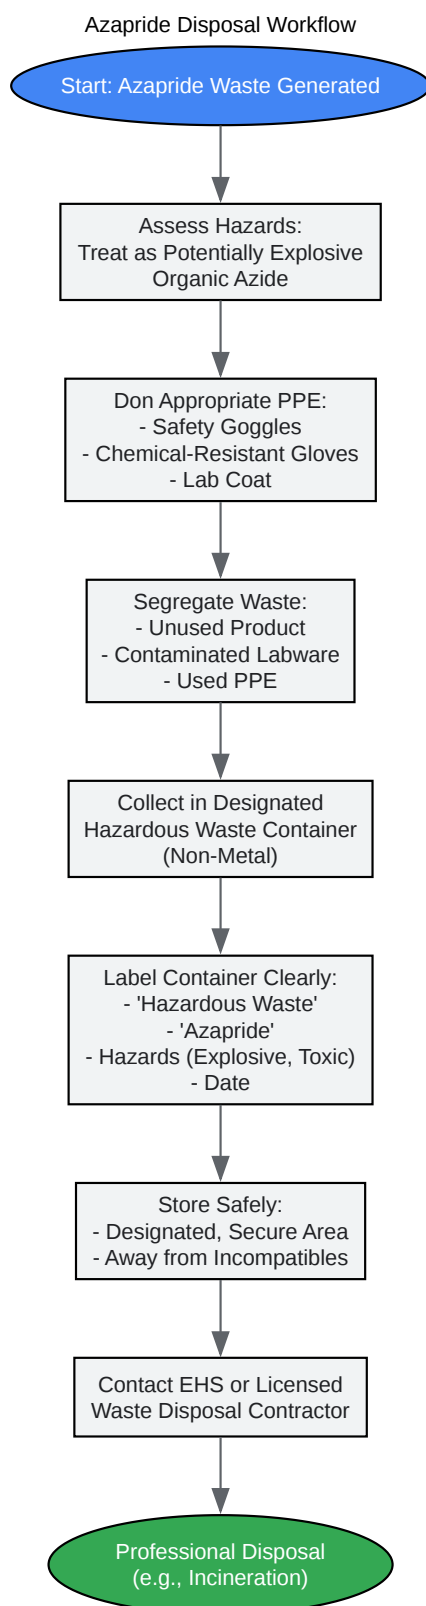 Azapride Disposal Workflow
Start: Azapride Waste Generated
Assess Hazards:
Treat as Potentially Explosive
Organic Azide
Don Appropriate PPE:
- Safety Goggles
- Chemical-Resistant Gloves
- Lab Coat
Segregate Waste:
- Unused Product
- Contaminated Labware
- Used PPE
Collect in Designated
Hazardous Waste Container
(Non-Metal)
Label Container Clearly:
- 'Hazardous Waste'
- 'Azapride'
- Hazards (Explosive, Toxic)
- Date
Store Safely:
- Designated, Secure Area
- Away from Incompatibles
Contact EHS or Licensed
Waste Disposal Contractor
Professional Disposal
(e.g., Incineration)